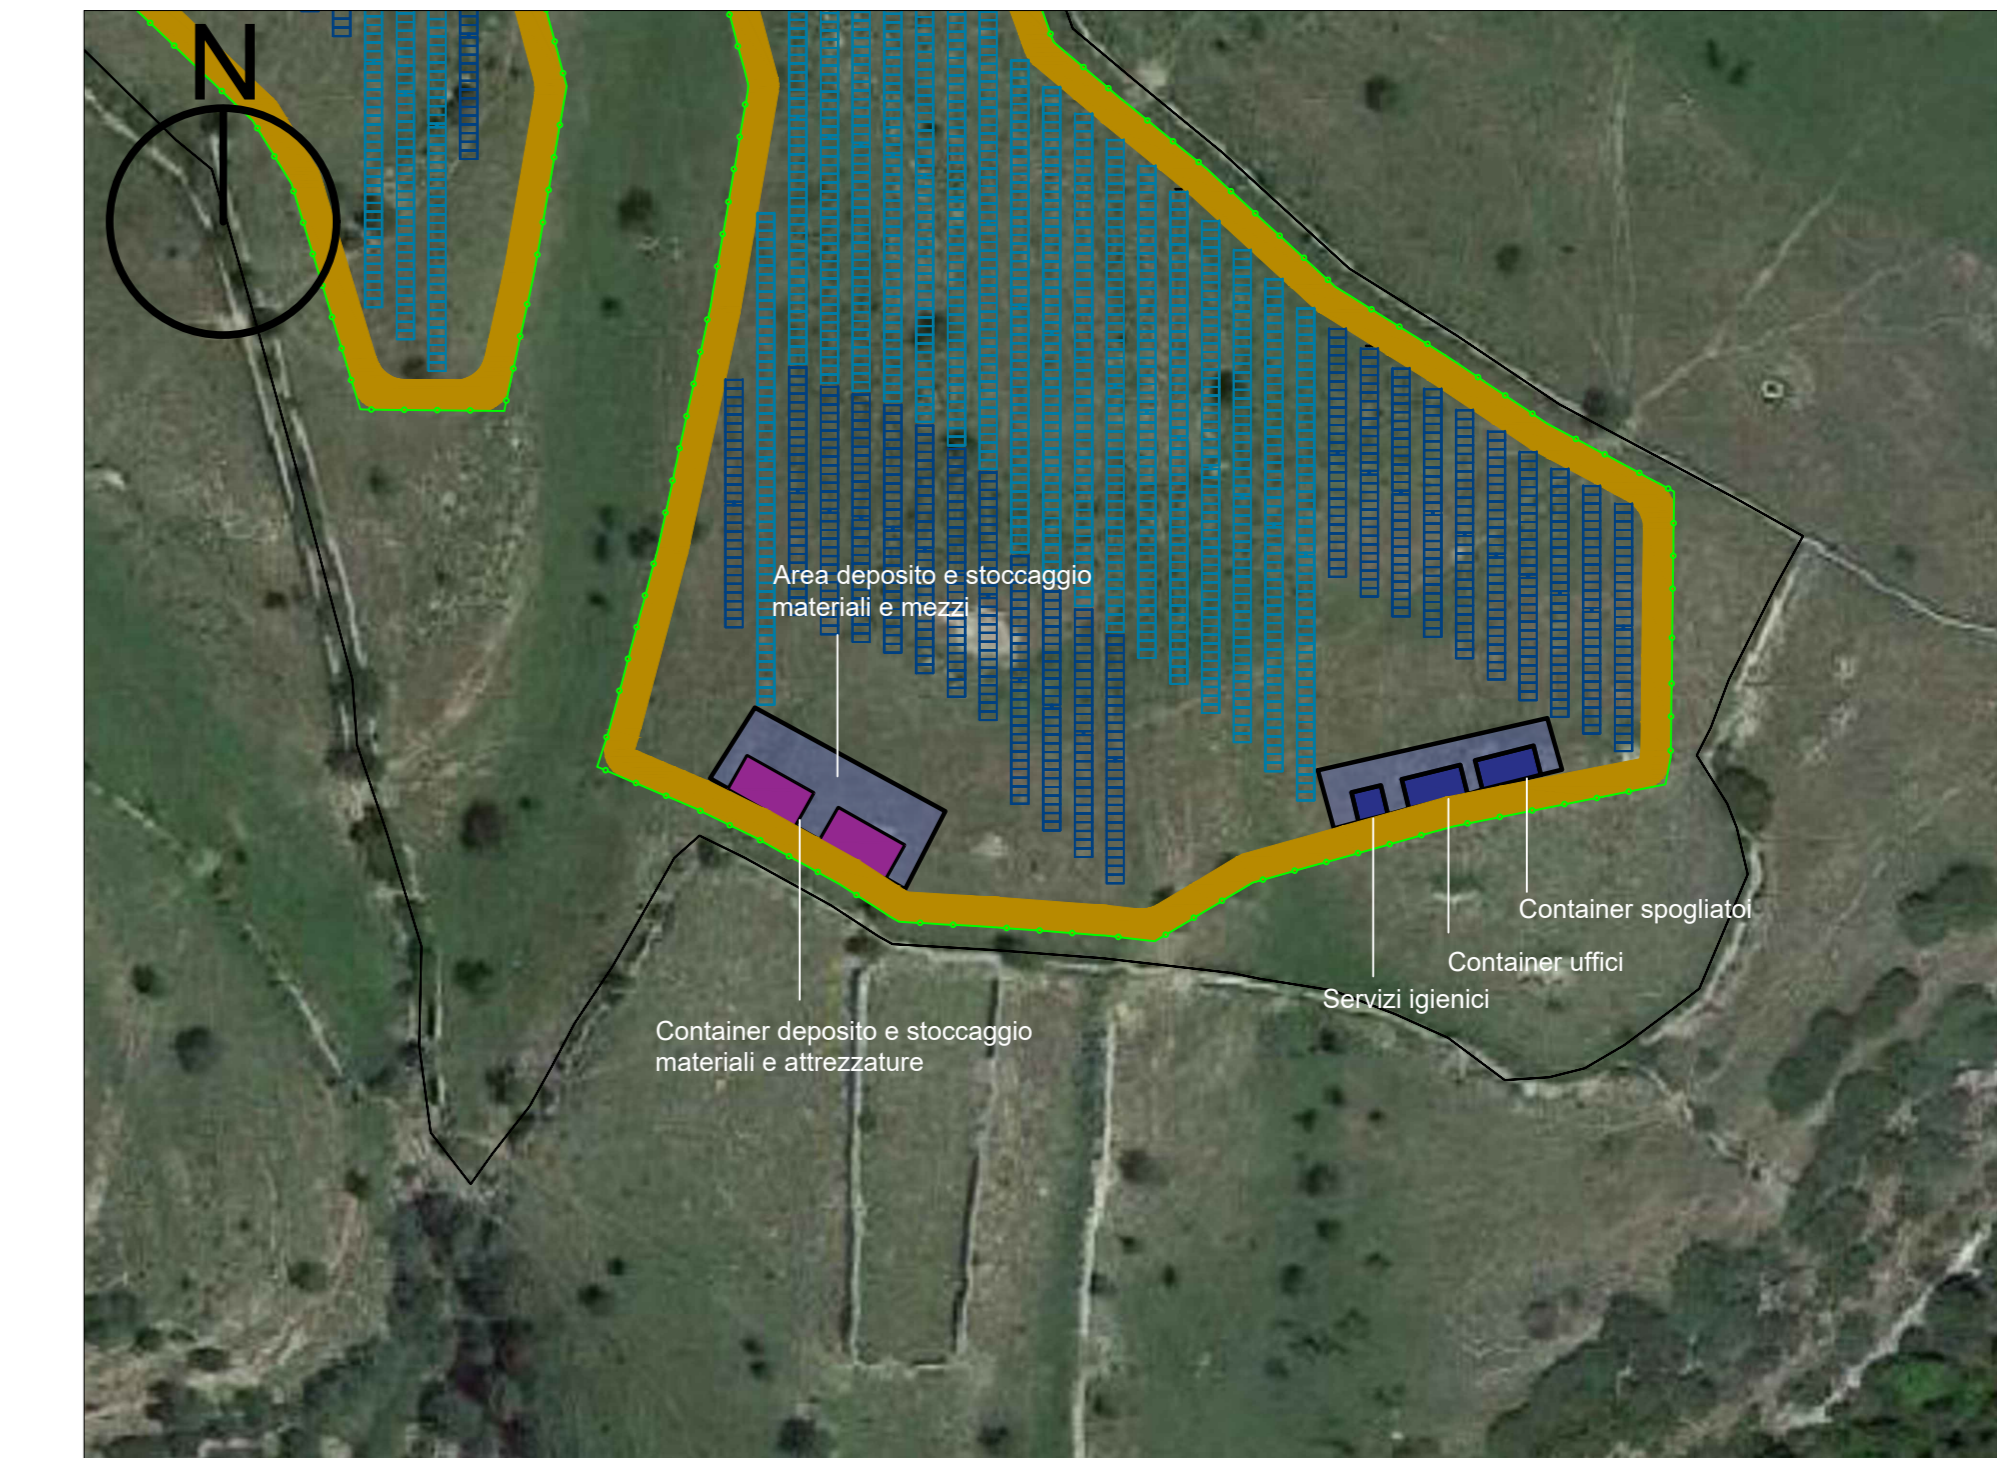 N
Area deposito e stoccaggio
materiali e mezzi
Container spogliatoi
Container uffici
Servizi igienici
Container deposito e stoccaggio
materiali e attrezzature